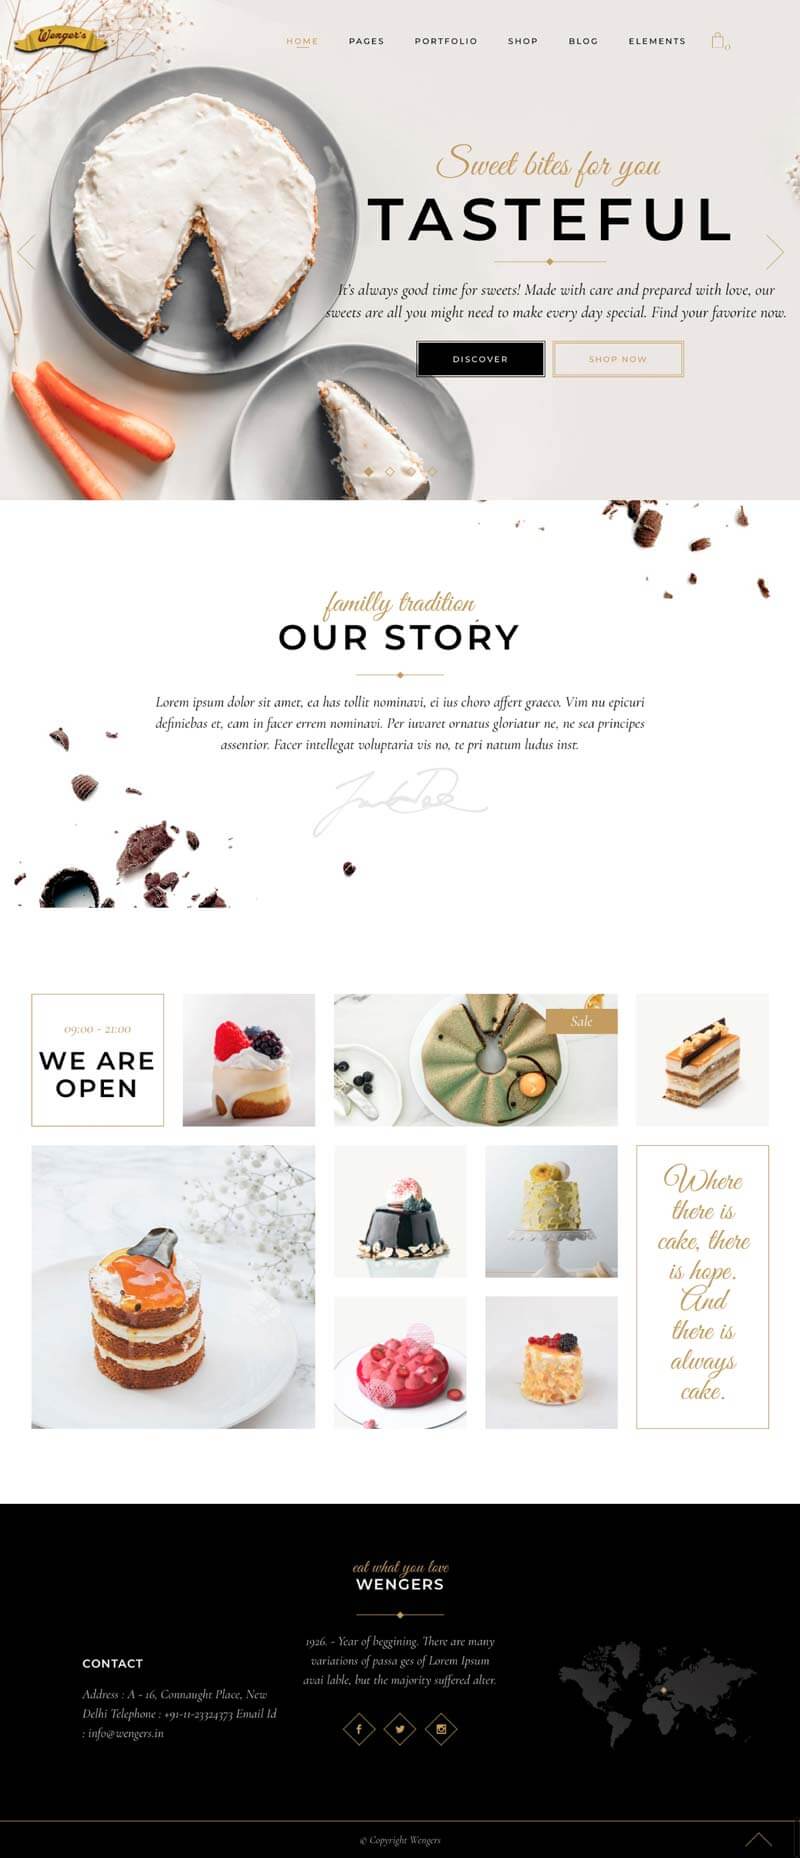 Wenger's
HOME PAGES PORTFOLIO SHOP BLOG ELEMENTS 0
Sweet bites for you
TASTEFUL
It's always good time for sweets! Made with care and prepared with love, our
sweets are all you might need to make every day special. Find your favorite now.
DISCOVER SHOP NOW
familly tradition
OUR STORY
Lorem ipsum dolor sit amet, ea has tollit nominavi, ei ius choro affert graeco. Vim nu epicuri
definiebas et, eam in facer errem nominavi. Per iuvaret ornatus gloriatur ne, ne sea principes
assentior. Facer intellegat voluptaria vis no, te pri natum ludus inst.
09:00 - 21:00
WE ARE
OPEN
Sale
Where
there is
cake, there
is hope.
And
there is
always
cake.
eat what you love
WENGERS
1926. - Year of beggining. There are many
variations of passa ges of Lorem Ipsum
avai lable, but the majority suffered alter.
CONTACT
Address : A - 16, Connaught Place, New
Delhi Telephone : +91-11-23324373 Email Id
: info@wengers.in
© Copyright Wengers